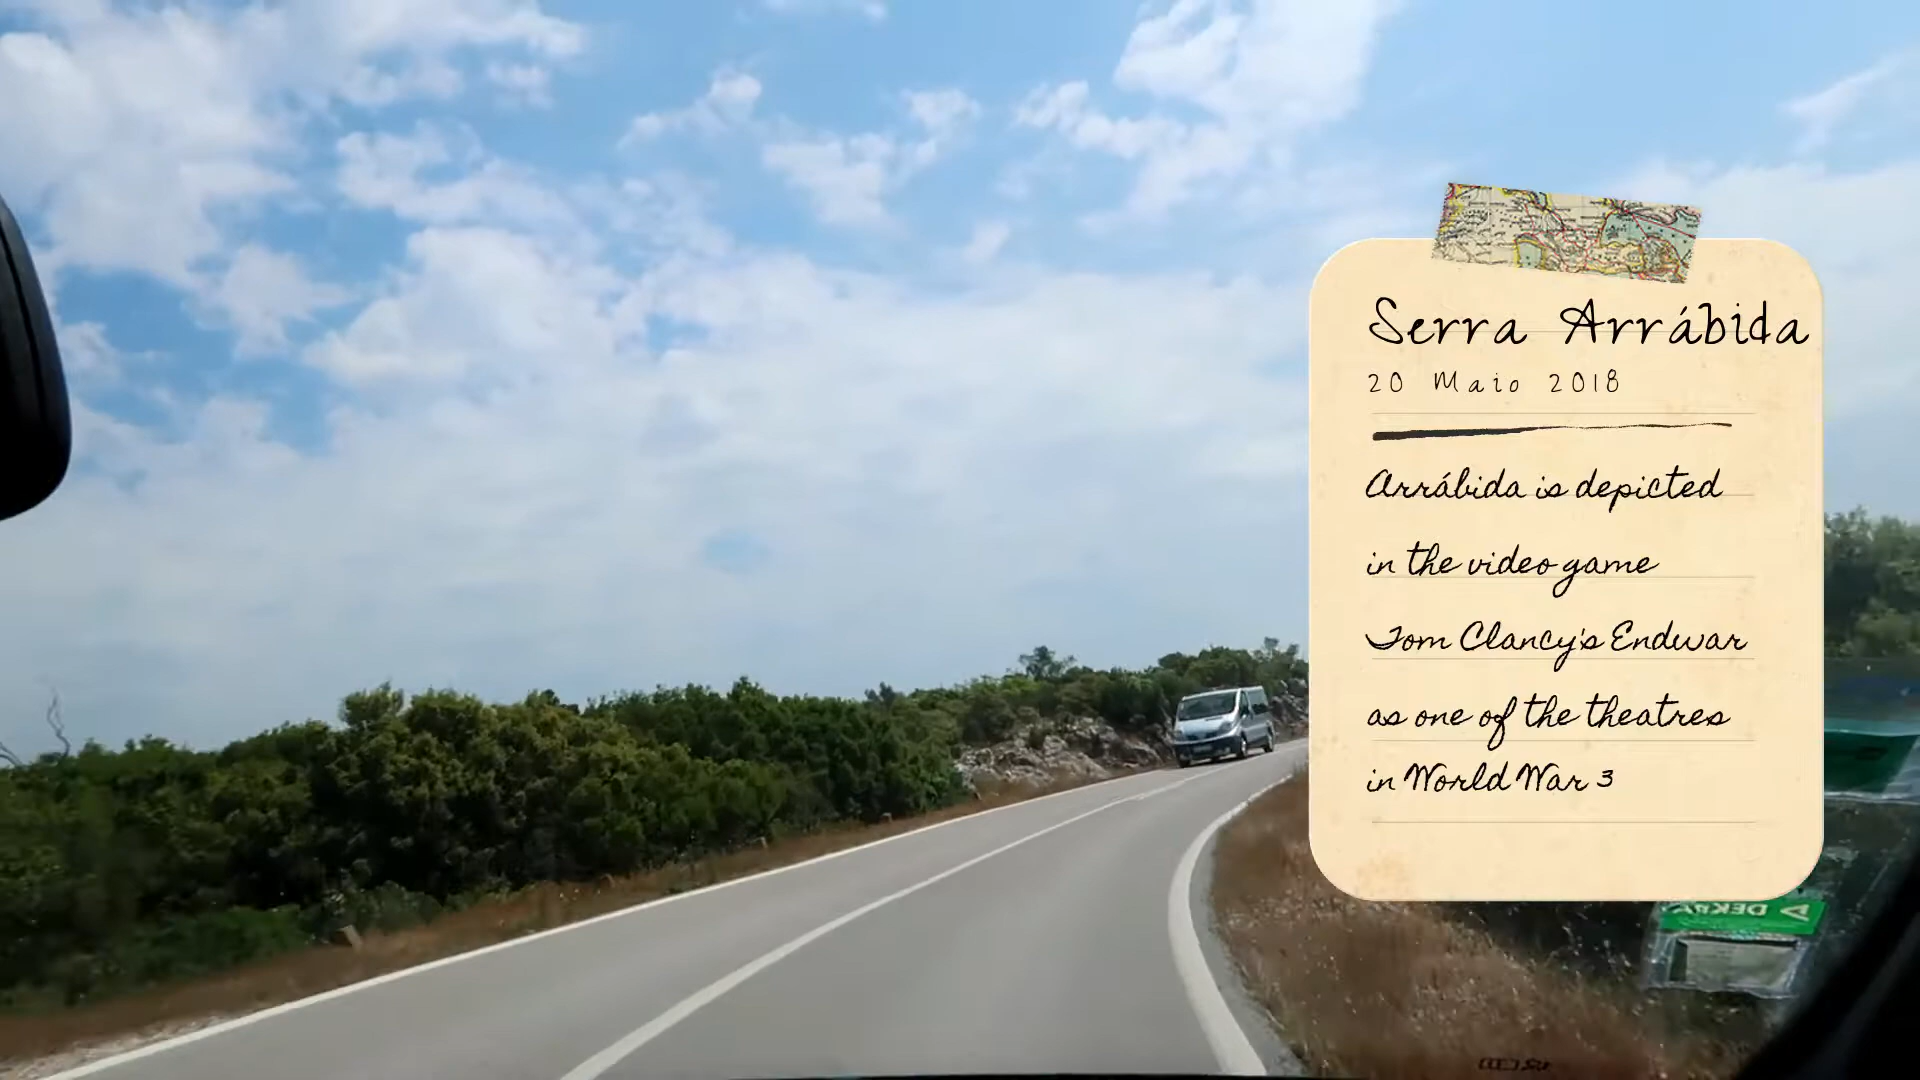 Serra Arrábida
20 Maio 2018
Arrábida is depicted
in the video game
Tom Clancy's Endwar
as one of the theatres
in World War 3
DEKRA